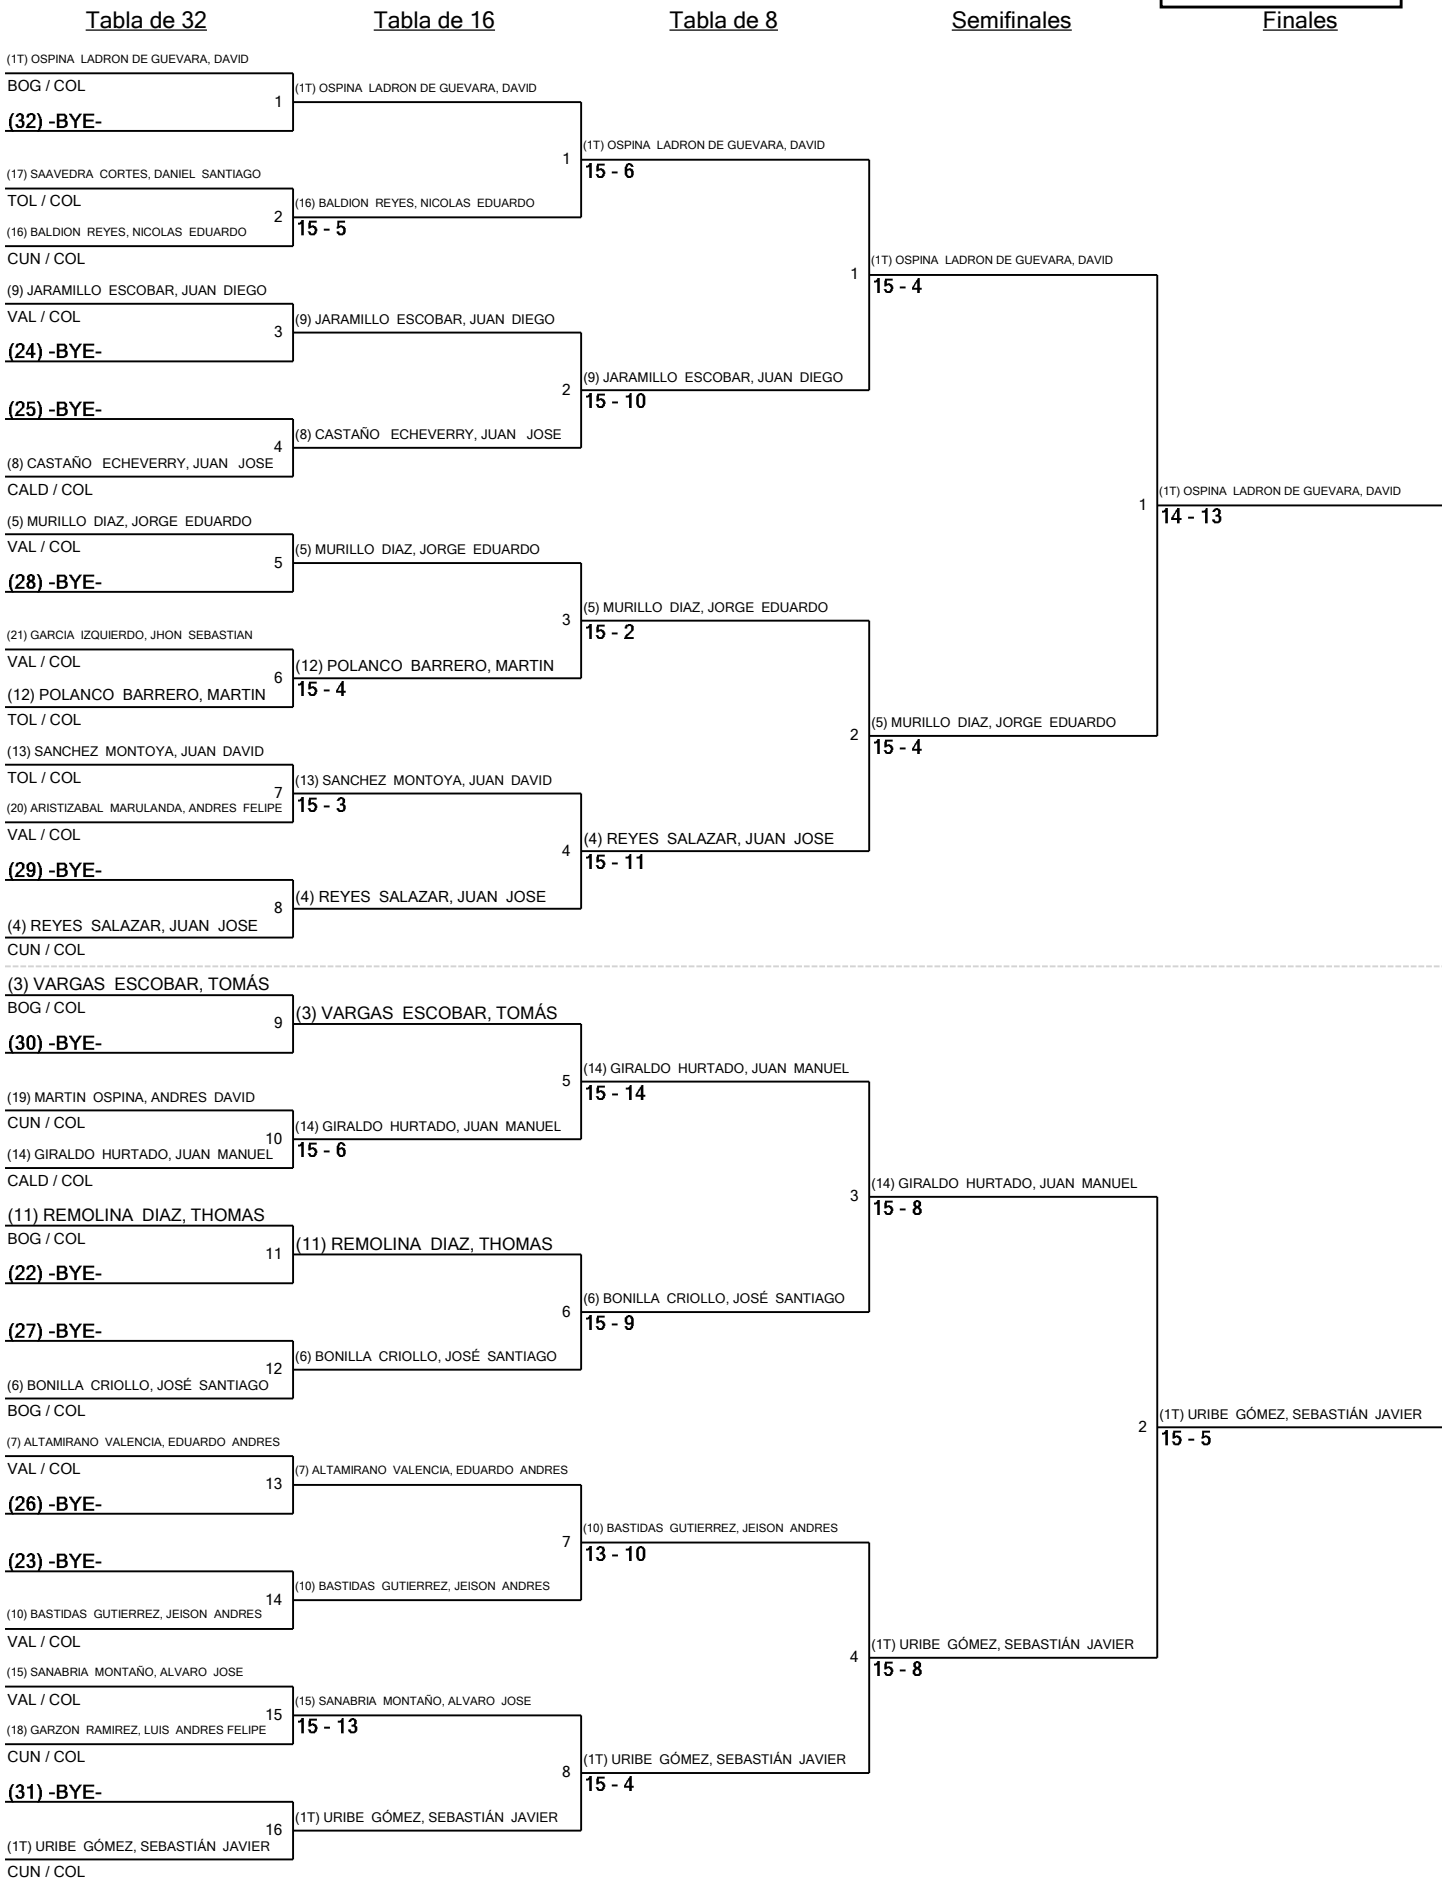 Tabla de 32
Tabla de 16
Tabla de 8
Semifinales
Finales
(1T) OSPINA LADRON DE GUEVARA, DAVID
BOG / COL
1
(32) -BYE-
(17) SAAVEDRA CORTES, DANIEL SANTIAGO
TOL / COL
2
(16) BALDION REYES, NICOLAS EDUARDO
CUN / COL
(9) JARAMILLO ESCOBAR, JUAN DIEGO
VAL / COL
3
(24) -BYE-
(25) -BYE-
4
(8) CASTAÑO ECHEVERRY, JUAN JOSE
CALD / COL
(5) MURILLO DIAZ, JORGE EDUARDO
VAL / COL
5
(28) -BYE-
(21) GARCIA IZQUIERDO, JHON SEBASTIAN
VAL / COL
6
(12) POLANCO BARRERO, MARTIN
TOL / COL
(13) SANCHEZ MONTOYA, JUAN DAVID
TOL / COL
7
(20) ARISTIZABAL MARULANDA, ANDRES FELIPE
VAL / COL
(29) -BYE-
8
(4) REYES SALAZAR, JUAN JOSE
CUN / COL
(3) VARGAS ESCOBAR, TOMÁS
BOG / COL
9
(30) -BYE-
(19) MARTIN OSPINA, ANDRES DAVID
CUN / COL
10
(14) GIRALDO HURTADO, JUAN MANUEL
CALD / COL
(11) REMOLINA DIAZ, THOMAS
BOG / COL
11
(22) -BYE-
(27) -BYE-
12
(6) BONILLA CRIOLLO, JOSÉ SANTIAGO
BOG / COL
(7) ALTAMIRANO VALENCIA, EDUARDO ANDRES
VAL / COL
13
(26) -BYE-
(23) -BYE-
14
(10) BASTIDAS GUTIERREZ, JEISON ANDRES
VAL / COL
(15) SANABRIA MONTAÑO, ALVARO JOSE
VAL / COL
15
(18) GARZON RAMIREZ, LUIS ANDRES FELIPE
CUN / COL
(31) -BYE-
16
(1T) URIBE GÓMEZ, SEBASTIÁN JAVIER
CUN / COL
(1T) OSPINA LADRON DE GUEVARA, DAVID
1
(16) BALDION REYES, NICOLAS EDUARDO
15 - 5
(9) JARAMILLO ESCOBAR, JUAN DIEGO
2
(8) CASTAÑO ECHEVERRY, JUAN JOSE
(5) MURILLO DIAZ, JORGE EDUARDO
3
(12) POLANCO BARRERO, MARTIN
15 - 4
(13) SANCHEZ MONTOYA, JUAN DAVID
15 - 3
4
(4) REYES SALAZAR, JUAN JOSE
(3) VARGAS ESCOBAR, TOMÁS
5
(14) GIRALDO HURTADO, JUAN MANUEL
15 - 6
(11) REMOLINA DIAZ, THOMAS
6
(6) BONILLA CRIOLLO, JOSÉ SANTIAGO
(7) ALTAMIRANO VALENCIA, EDUARDO ANDRES
7
(10) BASTIDAS GUTIERREZ, JEISON ANDRES
(15) SANABRIA MONTAÑO, ALVARO JOSE
15 - 13
8
(1T) URIBE GÓMEZ, SEBASTIÁN JAVIER
(1T) OSPINA LADRON DE GUEVARA, DAVID
15 - 6
1
(9) JARAMILLO ESCOBAR, JUAN DIEGO
15 - 10
(5) MURILLO DIAZ, JORGE EDUARDO
15 - 2
2
(4) REYES SALAZAR, JUAN JOSE
15 - 11
(14) GIRALDO HURTADO, JUAN MANUEL
15 - 14
3
(6) BONILLA CRIOLLO, JOSÉ SANTIAGO
15 - 9
(10) BASTIDAS GUTIERREZ, JEISON ANDRES
13 - 10
4
(1T) URIBE GÓMEZ, SEBASTIÁN JAVIER
15 - 4
(1T) OSPINA LADRON DE GUEVARA, DAVID
15 - 4
1
(5) MURILLO DIAZ, JORGE EDUARDO
15 - 4
(14) GIRALDO HURTADO, JUAN MANUEL
15 - 8
2
(1T) URIBE GÓMEZ, SEBASTIÁN JAVIER
15 - 8
(1T) OSPINA LADRON DE GUEVARA, DAVID
14 - 13
(1T) URIBE GÓMEZ, SEBASTIÁN JAVIER
15 - 5